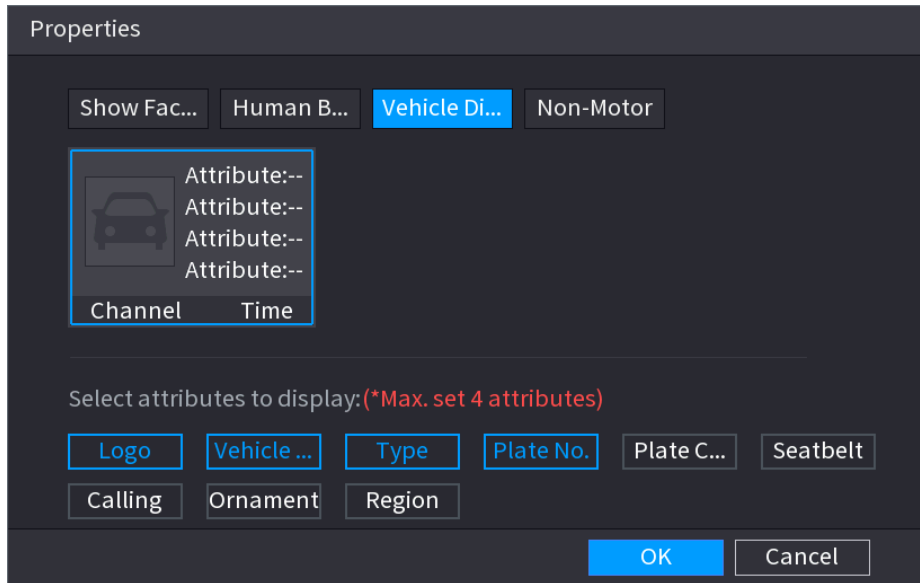 Properties
Show Fac... Human B... Vehicle Di... Non-Motor
Attribute:--
Attribute:--
Attribute:--
Attribute:--
Channel Time
Select attributes to display:(*Max. set 4 attributes)
Logo Vehicle ... Type Plate No. Plate C... Seatbelt
Calling Ornament Region
OK Cancel